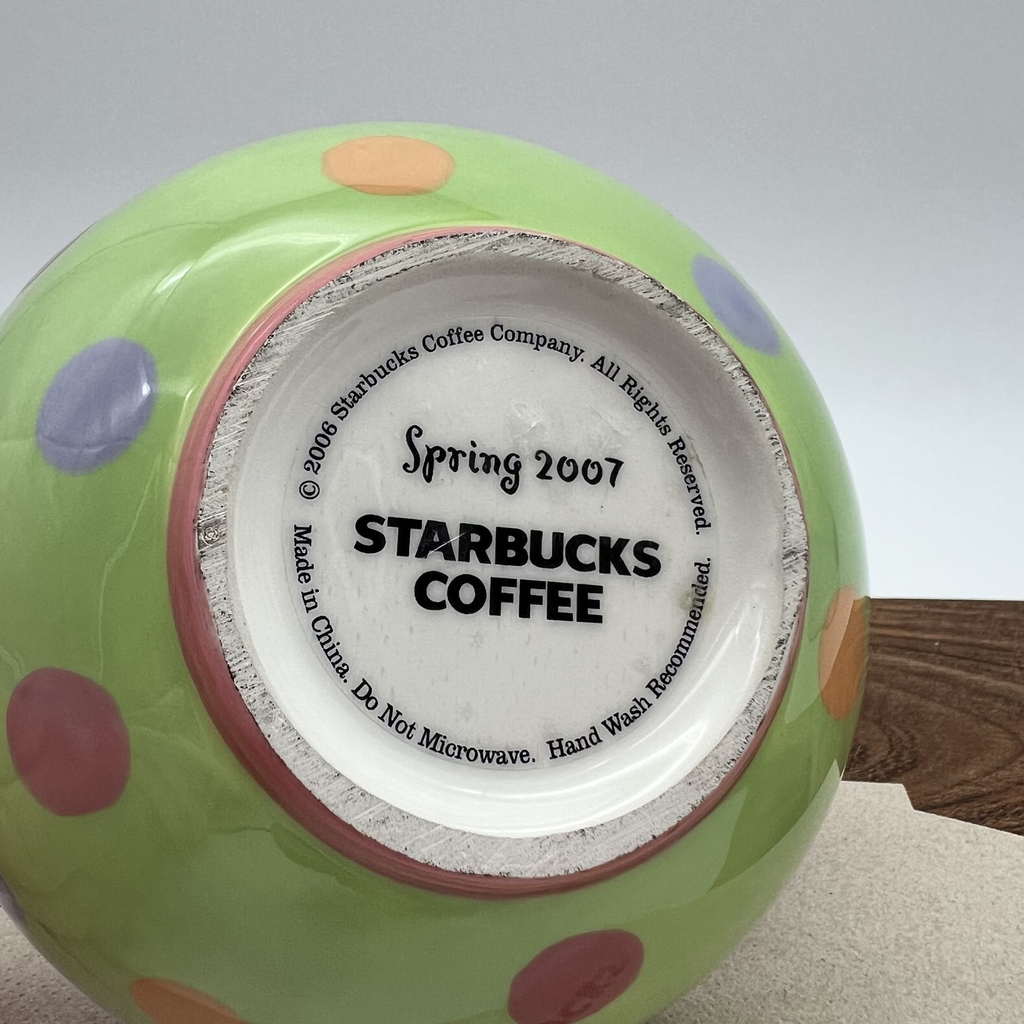 © 2006 Starbucks Coffee Company. All Rights Reserved.
Spring 2007
STARBUCKS
COFFEE
Made in China. Do Not Microwave. Hand Wash Recommended.